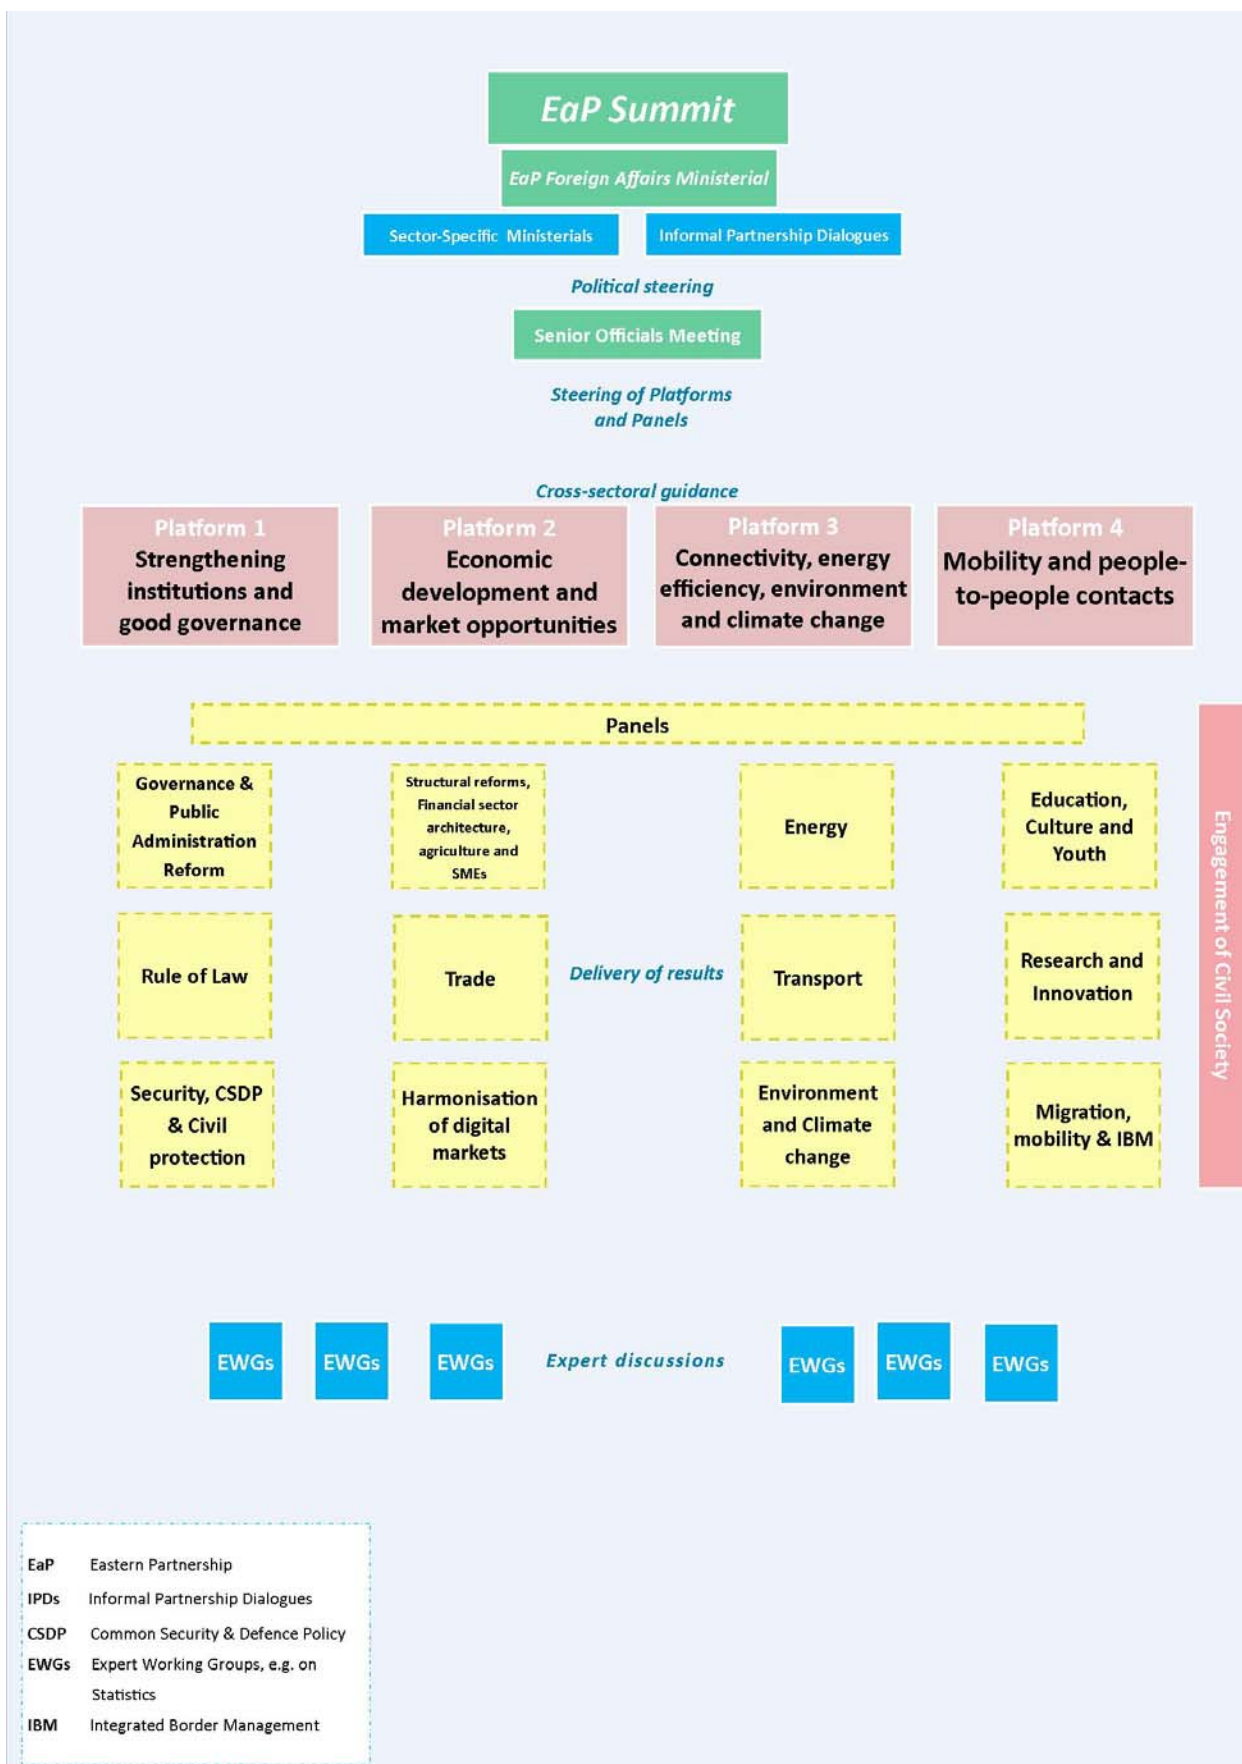 EaP Summit
EaP Foreign Affairs Ministerial
Sector-Specific Ministerials
Informal Partnership Dialogues
Political steering
Senior Officials Meeting
Steering of Platforms
and Panels
Cross-sectoral guidance
Platform 1
Strengthening
institutions and
good governance
Platform 2
Economic
development and
market opportunities
Platform 3
Connectivity, energy
efficiency, environment
and climate change
Platform 4
Mobility and people-
to-people contacts
Panels
Governance &
Public
Administration
Reform
Structural reforms,
Financial sector
architecture,
agriculture and
SMEs
Energy
Education,
Culture and
Youth
Rule of Law
Trade
Delivery of results
Transport
Research and
Innovation
Security, CSDP
& Civil
protection
Harmonisation
of digital
markets
Environment
and Climate
change
Migration,
mobility & IBM
Engagement of Civil Society
EWGs
EWGs
EWGs
Expert discussions
EWGs
EWGs
EWGs
EaP Eastern Partnership
IPDs Informal Partnership Dialogues
CSDP Common Security & Defence Policy
EWGs Expert Working Groups, e.g. on
Statistics
IBM Integrated Border Management